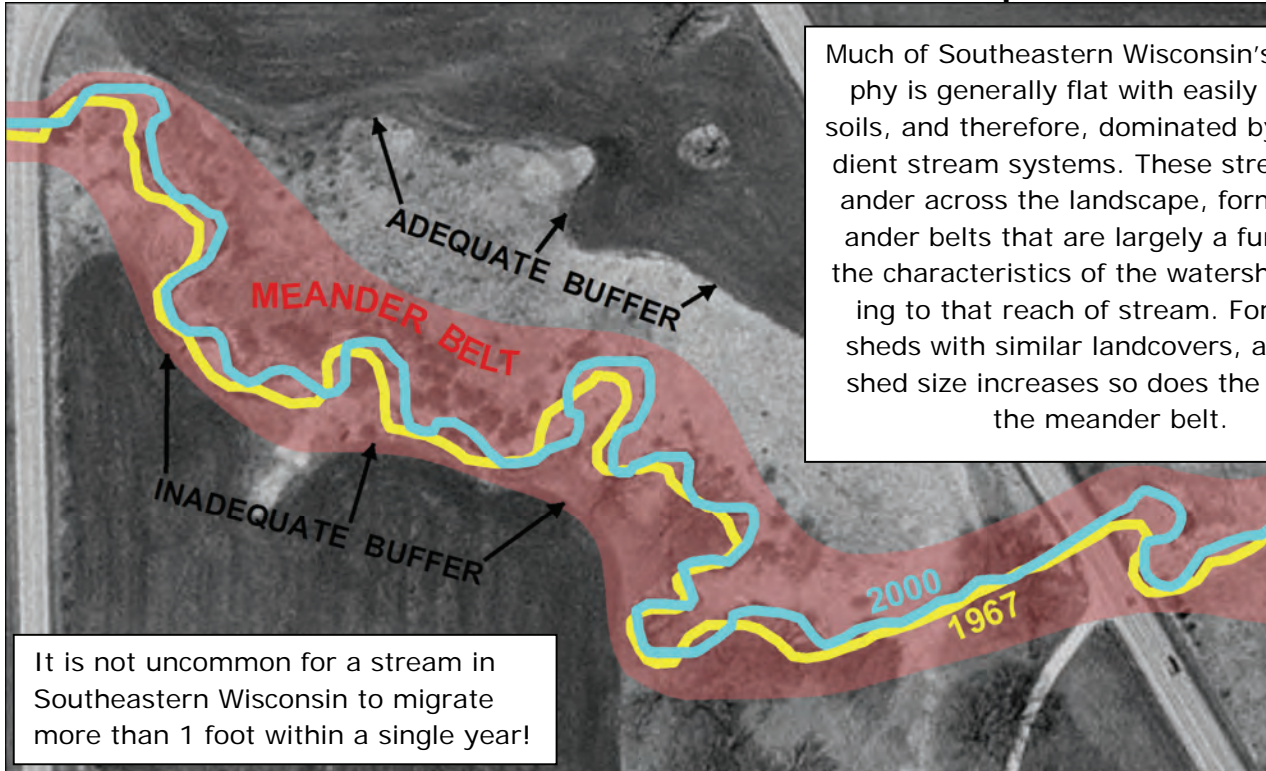 Much of Southeastern Wisconsin's
phy is generally flat with easily
soils, and therefore, dominated by
dient stream systems. These stre
ander across the landscape,
ander belts that are largely a
the characteristics of the watersh
ing to that reach of stream. For
sheds with similar landcovers, a
shed size increases so does the
the meander belt.
ADEQUATE BUFFER
MEANDER BELT
INADEQUATE BUFFER
2000
1967
It is not uncommon for a stream in
Southeastern Wisconsin to migrate
more than 1 foot within a single year!